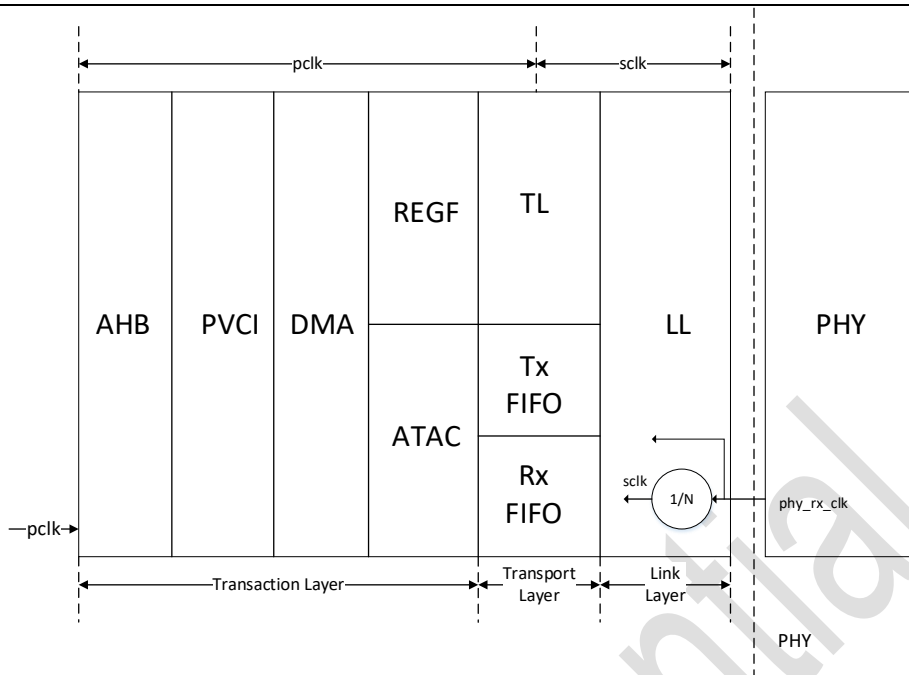 pclk
sclk
AHB
PVCI
DMA
REGF
ATAC
TL
Tx
FIFO
Rx
FIFO
LL
sclk
1/N
phy_rx_clk
PHY
pclk
Transaction Layer
Transport
Layer
Link
Layer
PHY